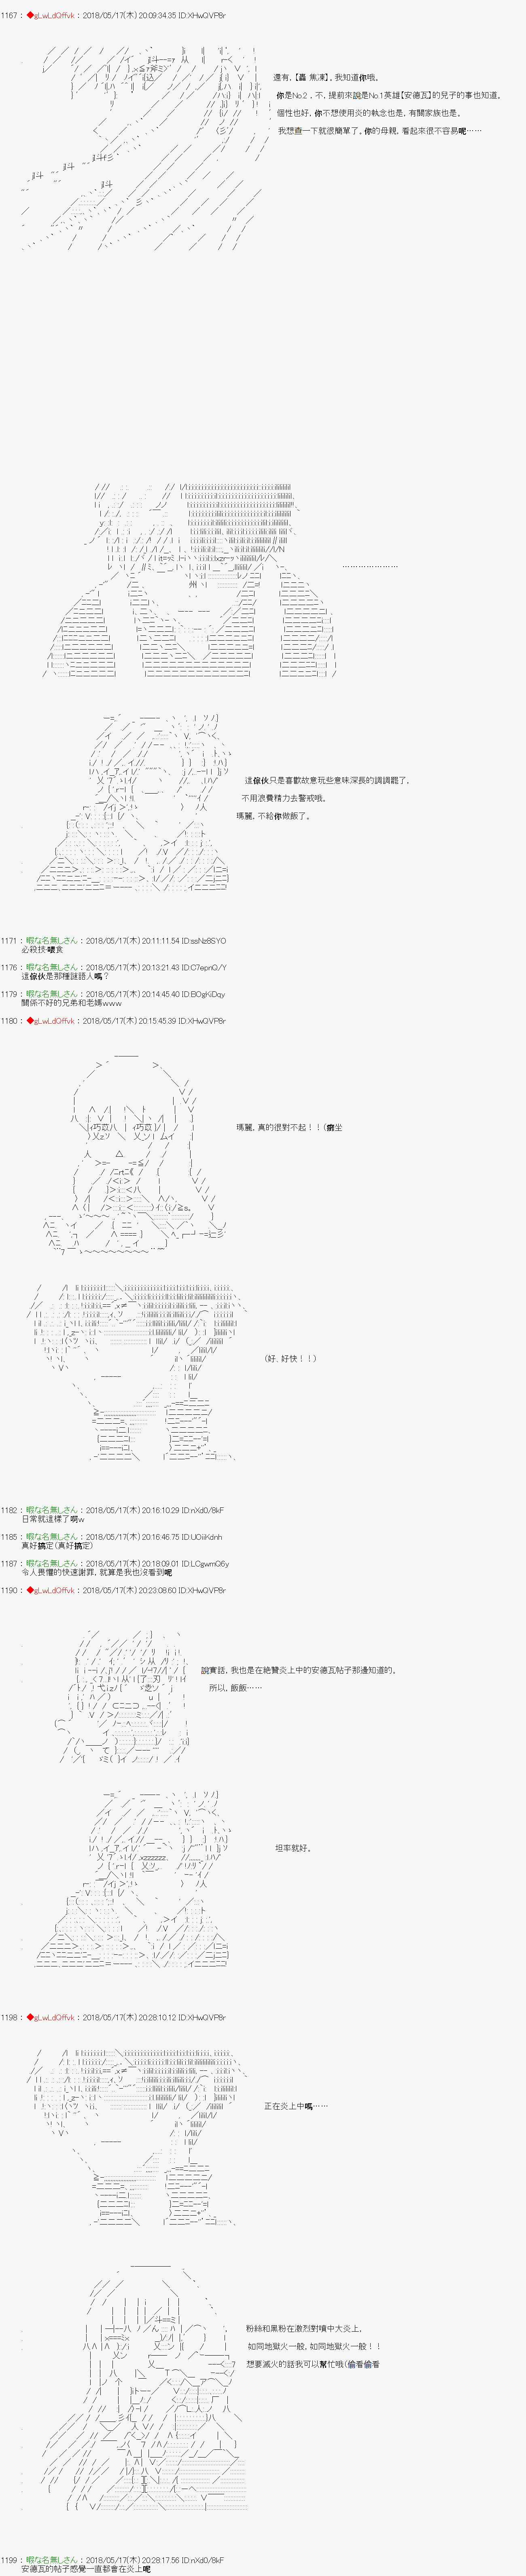 1167 : ◆gLwLdQffvk : 2018/05/17(木) 20:09:34.35 ID:XHwQVP8r
還有,【轟 焦凍】。我知道你哦。
你是No.2 , 不, 提前來說是No.1英雄【安德瓦】的兒子的事也知道。
個性也好, 你不想使用炎的執念也是, 有關家族也是。
我想查一下就很簡單了。你的母親, 看起來很不容易呢……
…………………
這傢伙只是喜歡故意玩些意味深長的調調罷了,
不用浪費精力去警戒哦。
瑪麗, 不給你做飯了。
1171 : 暇な名無しさん : 2018/05/17(木) 20:11:11.54 ID:ssNz8SYO
必殺技・喂食
1176 : 暇な名無しさん : 2018/05/17(木) 20:13:21.43 ID:C7epnQ/Y
這傢伙是那種謎語人嗎？
1179 : 暇な名無しさん : 2018/05/17(木) 20:14:45.40 ID:BOgKiDqy
關係不好的兄弟和老媽www
1180 : ◆gLwLdQffvk : 2018/05/17(木) 20:15:45.39 ID:XHwQVP8r
瑪麗, 真的很對不起！！(癱坐
(好、好快！！)
1182 : 暇な名無しさん : 2018/05/17(木) 20:16:10.29 ID:nXd0/8kF
日常就這樣了啊w
1185 : 暇な名無しさん : 2018/05/17(木) 20:16:46.75 ID:UOiiKdnh
真好搞定(真好搞定)
1187 : 暇な名無しさん : 2018/05/17(木) 20:18:09.01 ID:LCgwmQ6y
令人畏懼的快速謝罪, 就算是我也沒看到呢
1190 : ◆gLwLdQffvk : 2018/05/17(木) 20:23:08.60 ID:XHwQVP8r
說實話, 我也是在絶贊炎上中的安德瓦帖子那邊知道的。
所以, 飯飯……
坦率就好。
1198 : ◆gLwLdQffvk : 2018/05/17(木) 20:28:10.12 ID:XHwQVP8r
正在炎上中嗎……
粉絲和黑粉在激烈對噴中大炎上,
如同地獄火一般, 如同地獄火一般！！
想要滅火的話我可以幫忙哦(偷看偷看
1199 : 暇な名無しさん : 2018/05/17(木) 20:28:17.56 ID:nXd0/8kF
安德瓦的帖子感覺一直都會在炎上呢